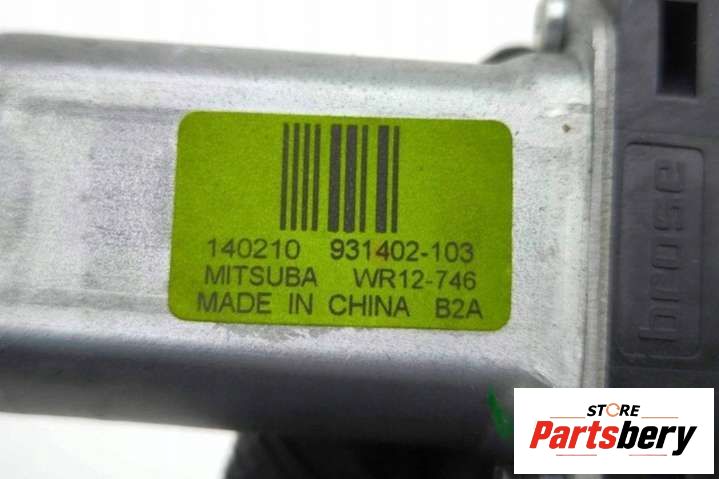 140210 931402-103
MITSUBA WR12-746
MADE IN CHINA B2A
brose
STORE
Partsbery